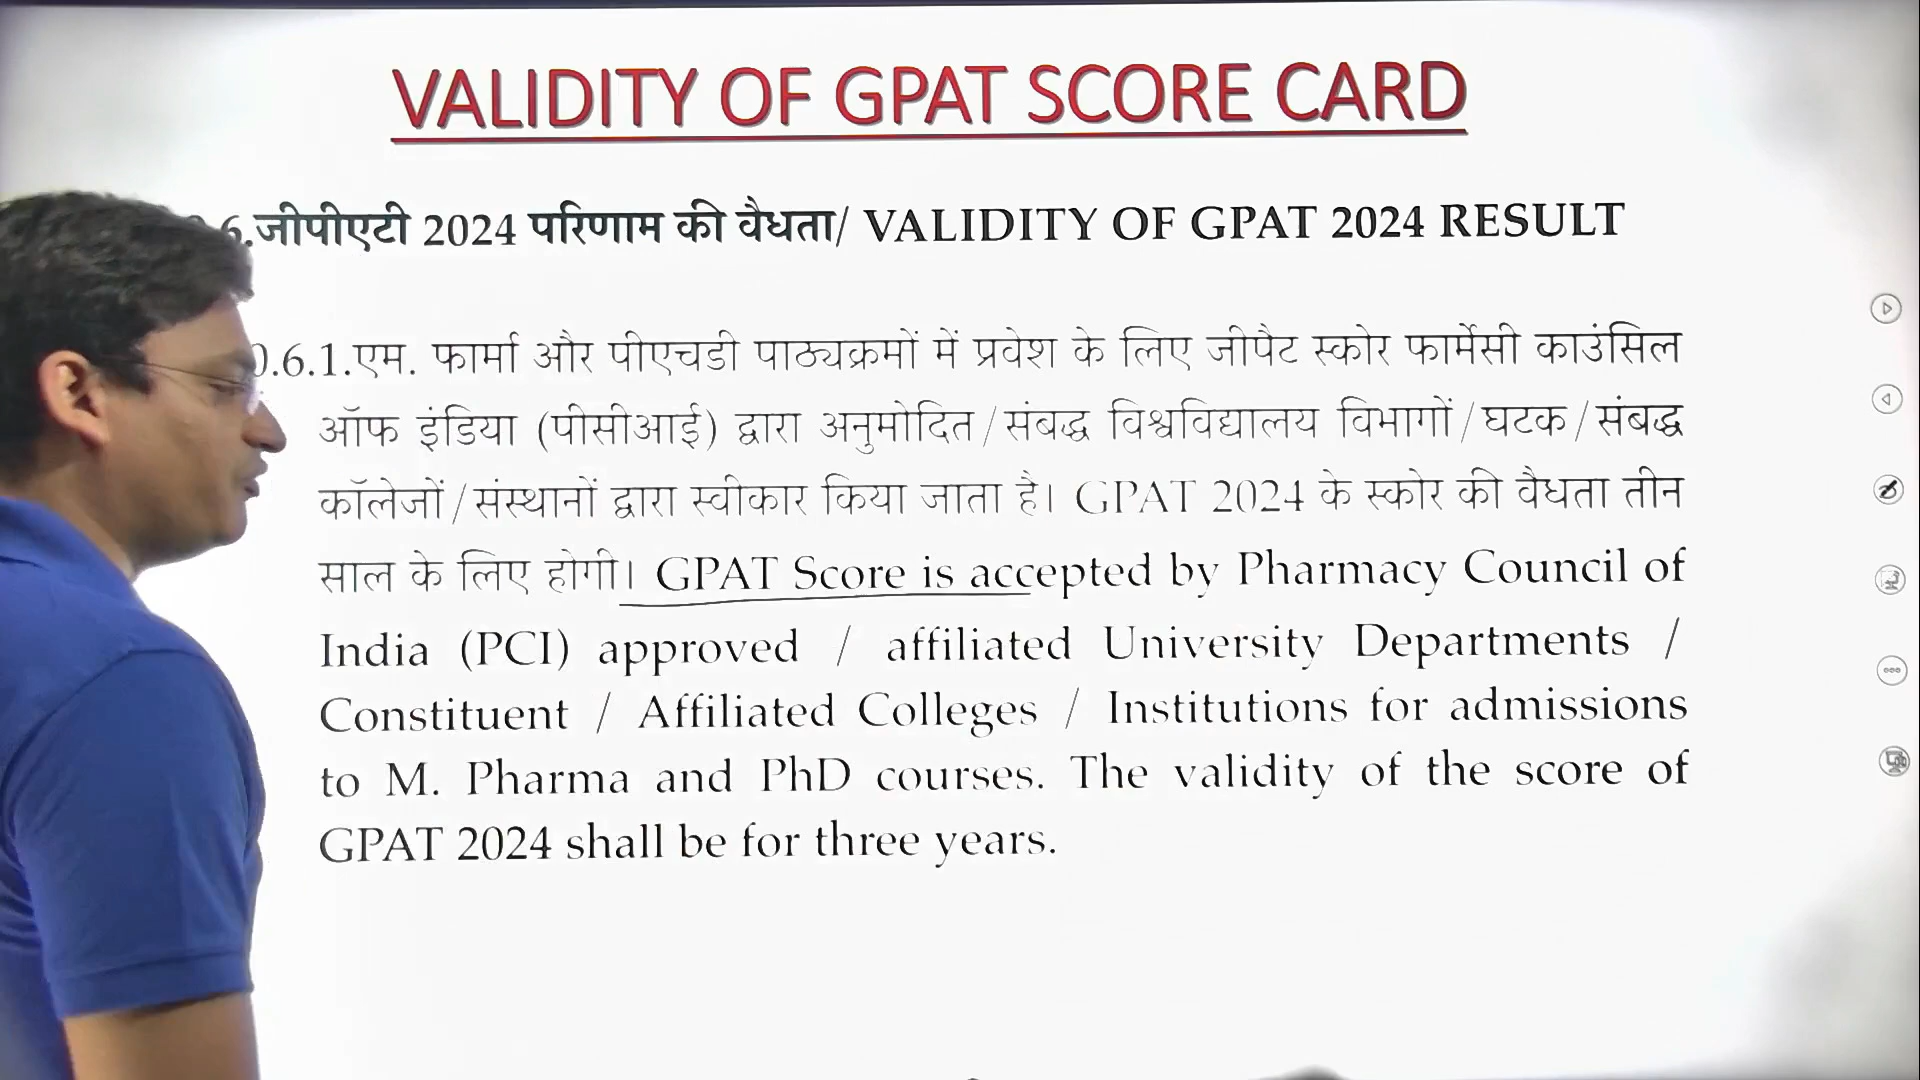 VALIDITY OF GPAT SCORE CARD
6.जीपीएटी 2024 परिणाम की वैधता/ VALIDITY OF GPAT 2024 RESULT
0.6.1.एम. फार्मा और पीएचडी पाठ्यक्रमों में प्रवेश के लिए जीपैट स्कोर फार्मेसी काउंसिल
ऑफ इंडिया (पीसीआई) द्वारा अनुमोदित/संबद्ध विश्वविद्यालय विभागों/घटक/संबद्ध
कॉलेजों/संस्थानों द्वारा स्वीकार किया जाता है। GPAT 2024 के स्कोर की वैधता तीन
साल के लिए होगी। GPAT Score is accepted by Pharmacy Council of
India (PCI) approved / affiliated University Departments /
Constituent / Affiliated Colleges / Institutions for admissions
to M. Pharma and PhD courses. The validity of the score of
GPAT 2024 shall be for three years.